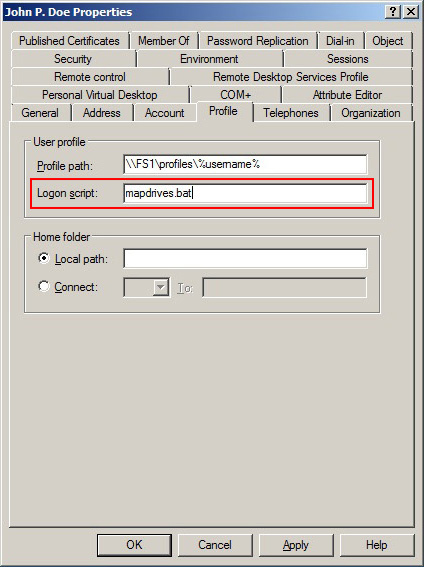 John P. Doe Properties
Published Certificates Member Of Password Replication Dial-in Object
Security Environment Sessions
Remote control Remote Desktop Services Profile
Personal Virtual Desktop COM+ Attribute Editor
General Address Account Profile Telephones Organization
User profile
Profile path: \\FS1\profiles\%username%
Logon script: mapdrives.bat
Home folder
Local path:
Connect: To:
OK Cancel Apply Help